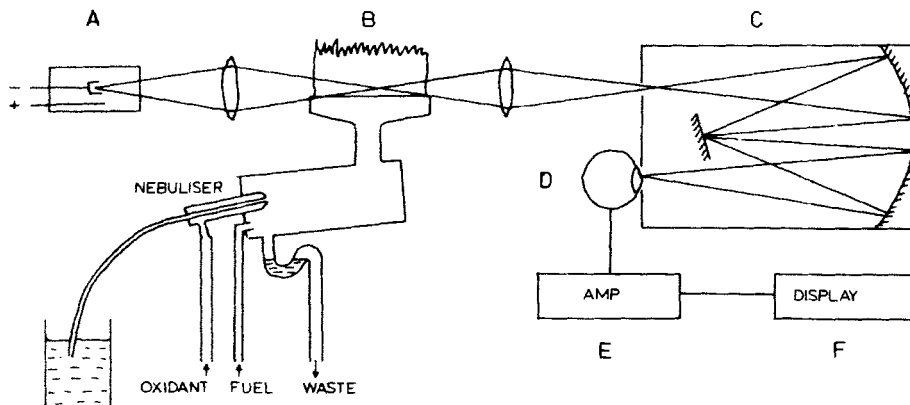 A
B
C
−
+
NEBULISER
D
AMP
DISPLAY
E
F
OXIDANT
FUEL
WASTE